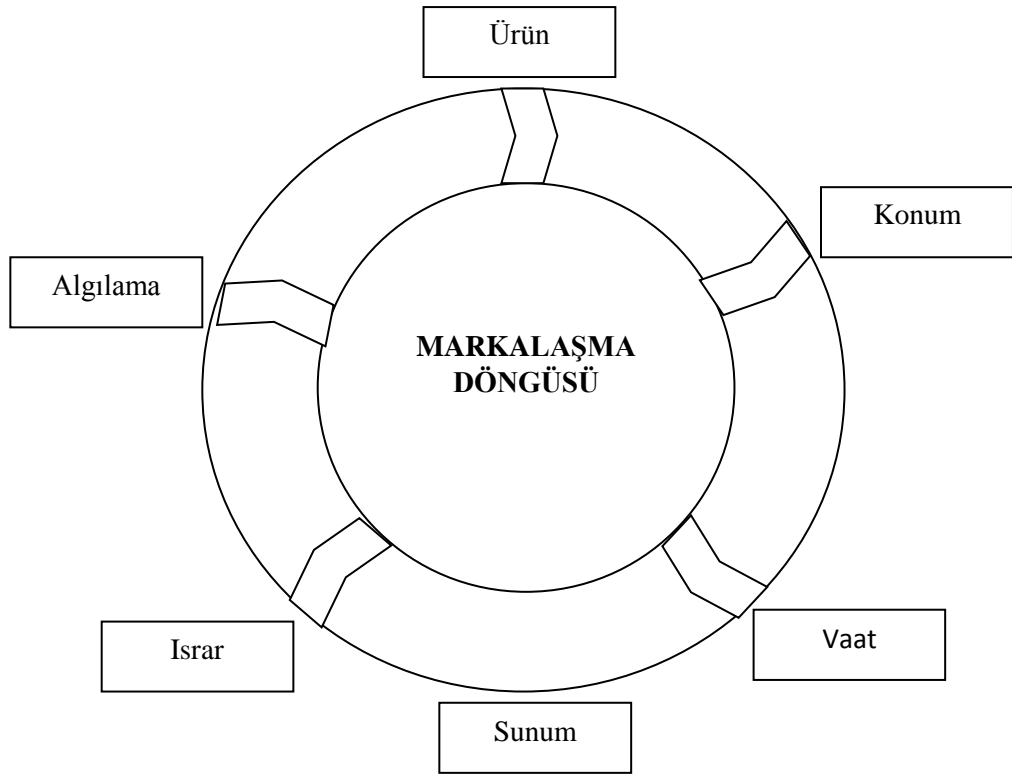 Ürün
Konum
Algılama
MARKALAŞMA
DÖNGÜSÜ
Israr
Vaat
Sunum